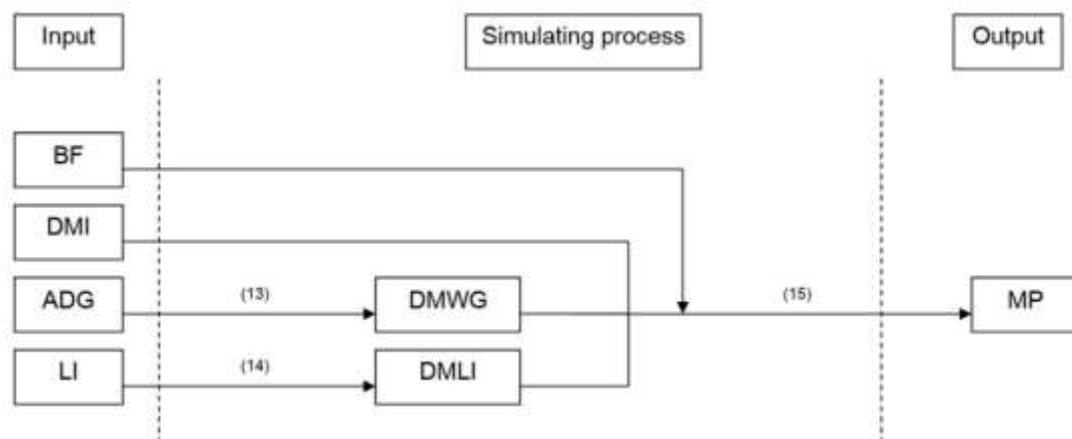 Input
Simulating process
Output
BF
DMI
ADG
(13)
DMWG
(15)
MP
LI
(14)
DMLI